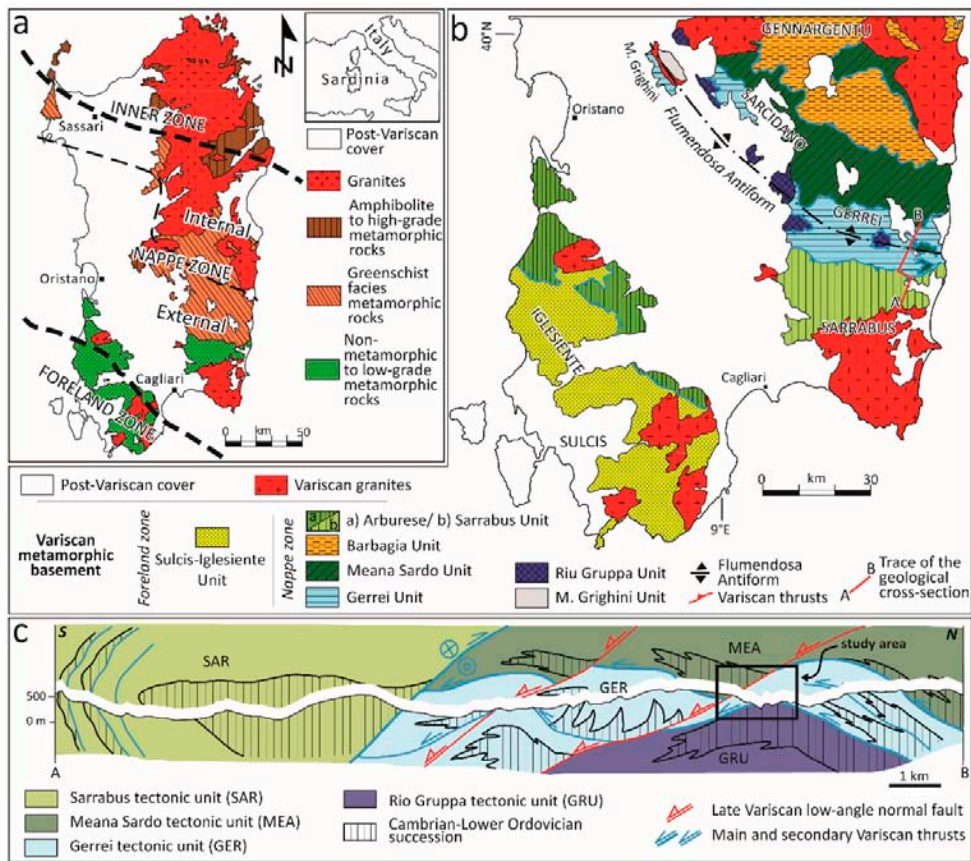 a
N
Italy
Sardinia
INNER ZONE
Sassari
Internal
NAPPE ZONE
Oristano
External
Cagliari
FORELAND ZONE
0 km 50
Post-Variscan
cover
Granites
Amphibolite
to high-grade
metamorphic
rocks
Greenschist
facies
metamorphic
rocks
Non-
metamorphic
to low-grade
metamorphic
rocks
b
40°N
GENNARGENTU
M. Grighini
Oristano
SARCIDANO
Flumendosa Antiform
GERREI
B
A
SARRABUS
IGLESIENTE
Cagliari
SULCIS
0 km 30
9°E
Post-Variscan cover
Variscan granites
Variscan
metamorphic
basement
Foreland zone
Sulcis-Iglesiente
Unit
Nappe zone
a b
a) Arburese/ b) Sarrabus Unit
Barbagia Unit
Meana Sardo Unit
Gerrei Unit
Riu Gruppa Unit
M. Grighini Unit
Flumendosa
Antiform
Variscan thrusts
B
A
Trace of the
geological
cross-section
c
S
N
SAR
MEA
study area
GER
GRU
500
0 m
A
B
1 km
Sarrabus tectonic unit (SAR)
Meana Sardo tectonic unit (MEA)
Gerrei tectonic unit (GER)
Rio Gruppa tectonic unit (GRU)
Cambrian-Lower Ordovician
succession
Late Variscan low-angle normal fault
Main and secondary Variscan thrusts